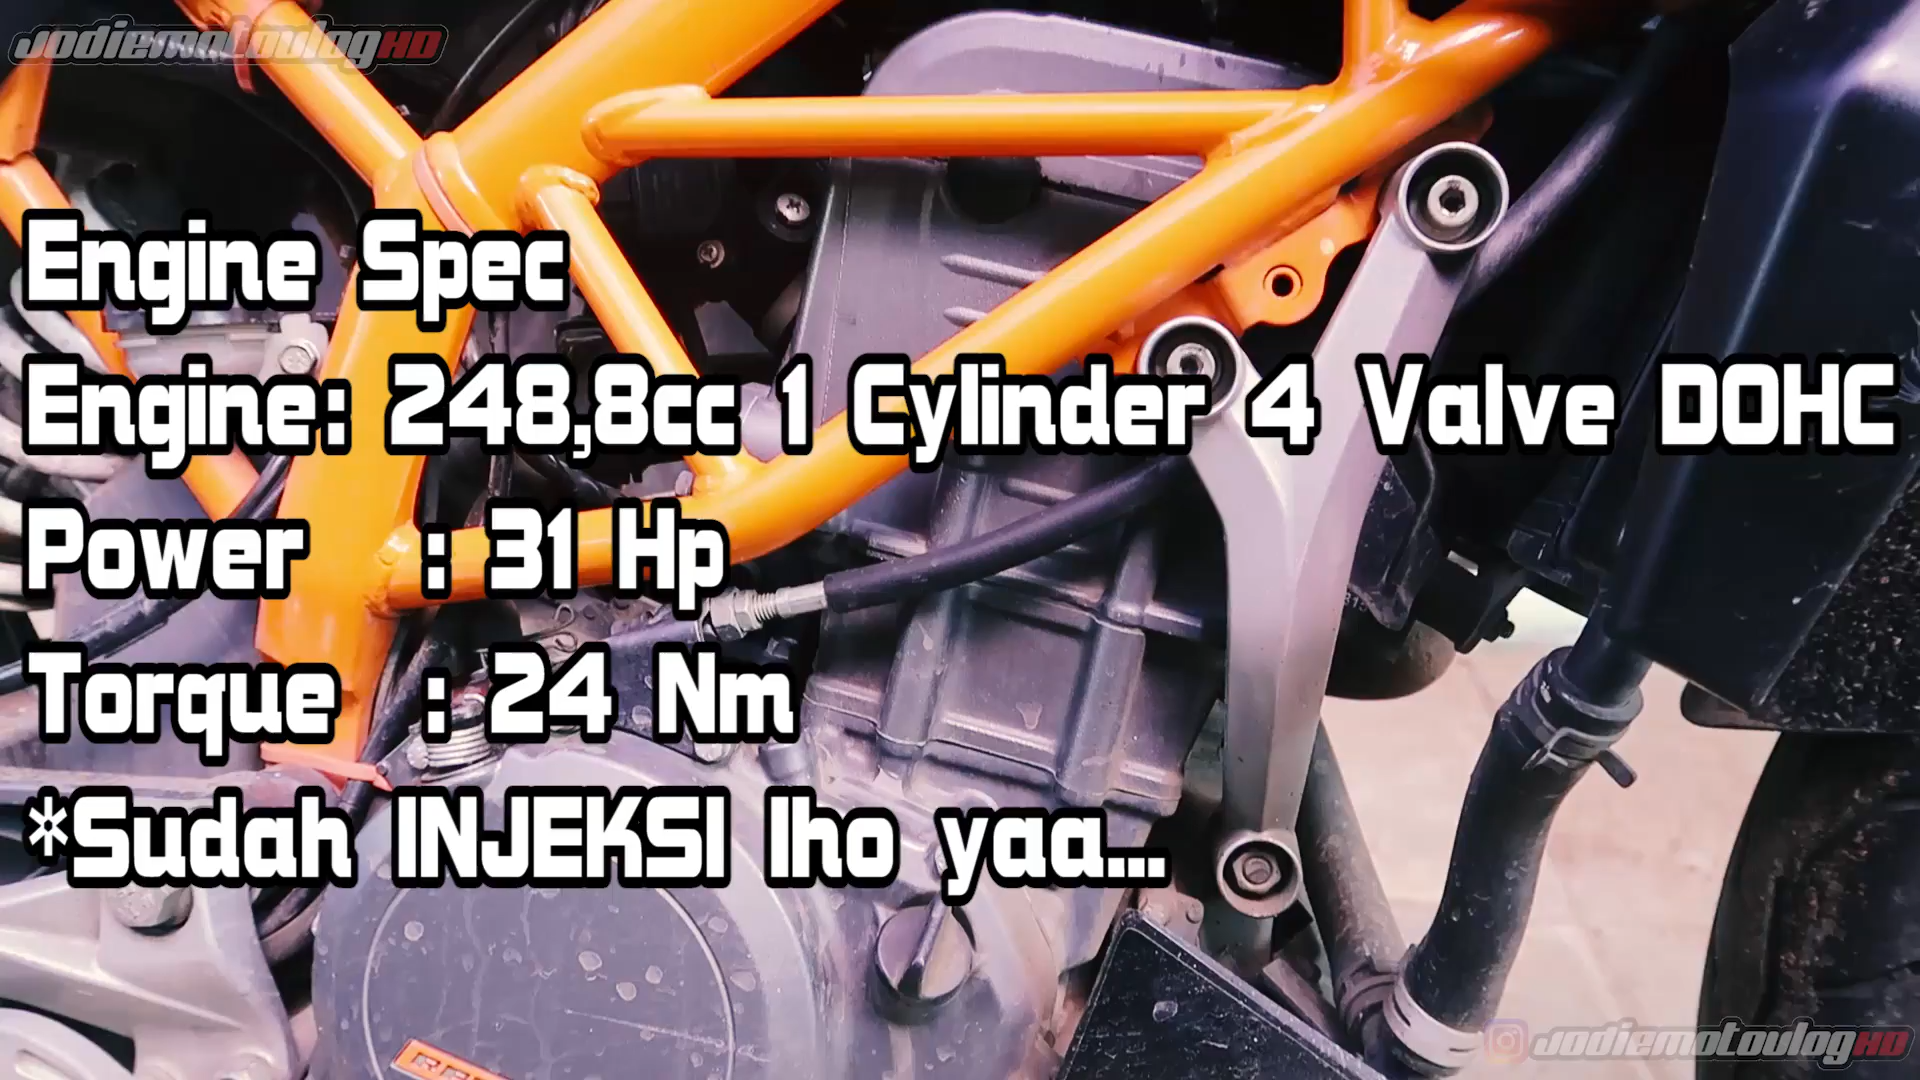 JodiemotovlogHD
Engine Spec
Engine: 248,8cc 1 Cylinder 4 Valve DOHC
Power : 31 Hp
Torque : 24 Nm
*Sudah INJEKSI lho yaa...
JodiemotovlogHD